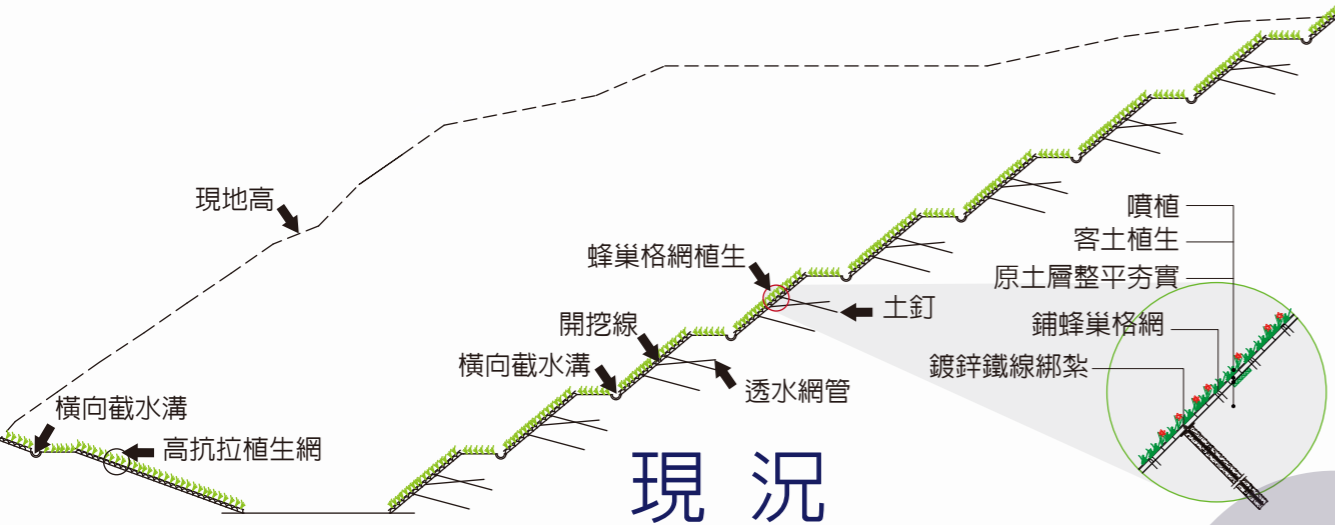 現地高
噴植
客土植生
蜂巢格網植生
原土層整平夯實
土釘
開挖線
鋪蜂巢格網
橫向截水溝
鍍鋅鐵線綁紮
透水網管
橫向截水溝
高抗拉植生網
現況